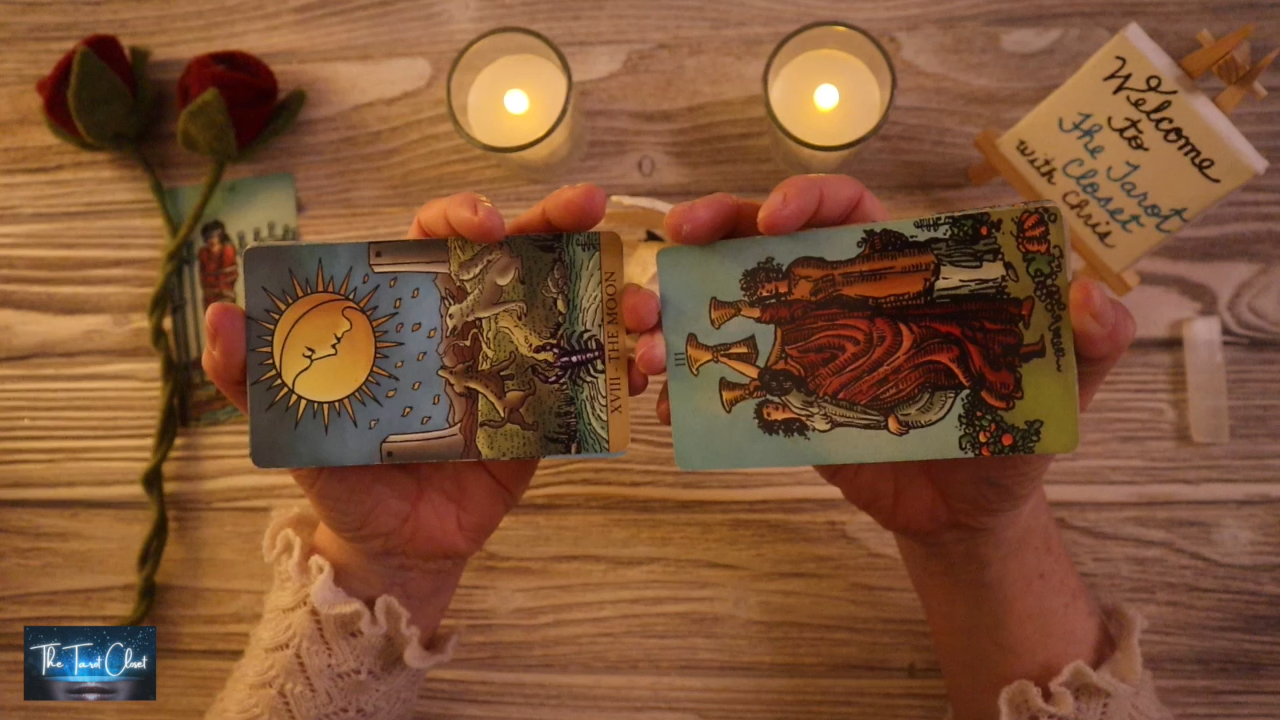 Welcome
To
The Tarot
Closet
with Chris
XVIII - THE MOON
III
The Tarot Closet